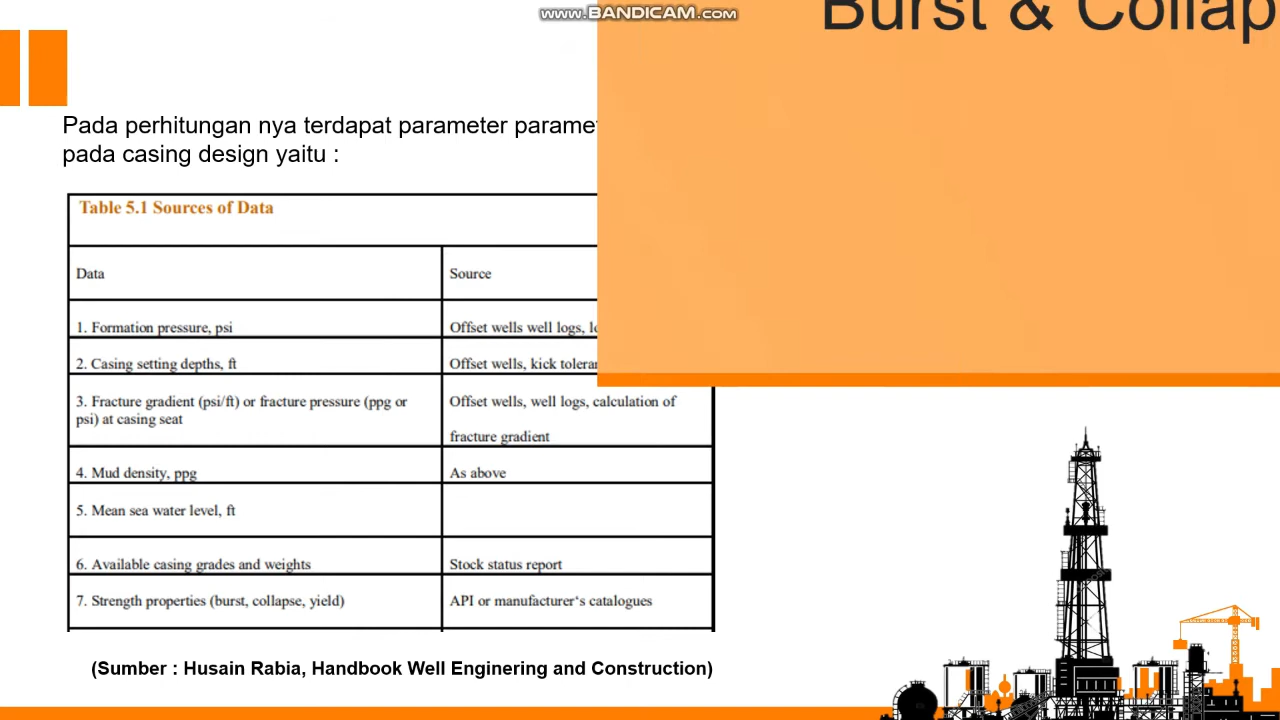 www.BANDICAM.com
Burst & Collap
Pada perhitungan nya terdapat parameter
pada casing design yaitu :
Table 5.1 Sources of Data
Data
Source
1. Formation pressure, psi
Offset wells well logs,
2. Casing setting depths, ft
Offset wells, kick
3. Fracture gradient (psi/ft) or fracture pressure (ppg or
psi) at casing seat
Offset wells, well logs, calculation of
fracture gradient
4. Mud density, ppg
As above
5. Mean sea water level, ft
6. Available casing grades and weights
Stock status report
7. Strength properties (burst, collapse, yield)
API or manufacturer‘s catalogues
(Sumber : Husain Rabia, Handbook Well Enginering and Construction)